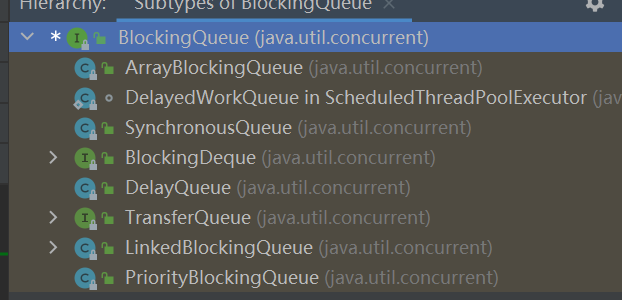 Hierarchy: Subtypes of BlockingQueue ×
* BlockingQueue (java.util.concurrent)
ArrayBlockingQueue (java.util.concurrent)
DelayedWorkQueue in ScheduledThreadPoolExecutor (jav
SynchronousQueue (java.util.concurrent)
BlockingDeque (java.util.concurrent)
DelayQueue (java.util.concurrent)
TransferQueue (java.util.concurrent)
LinkedBlockingQueue (java.util.concurrent)
PriorityBlockingQueue (java.util.concurrent)